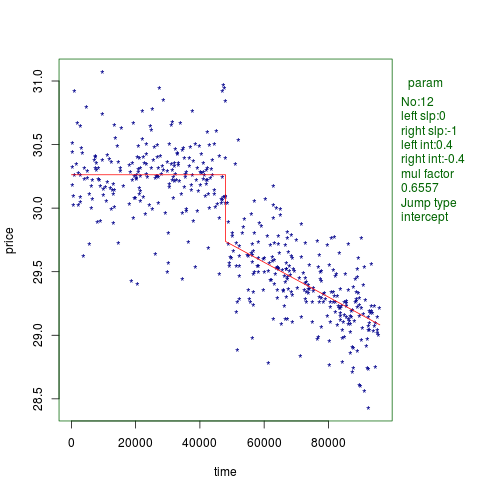 param
No:12
left slp:0
right slp:-1
left int:0.4
right int:-0.4
mul factor
0.6557
Jump type
intercept
price
31.0
30.5
30.0
29.5
29.0
28.5
0 20000 40000 60000 80000
time